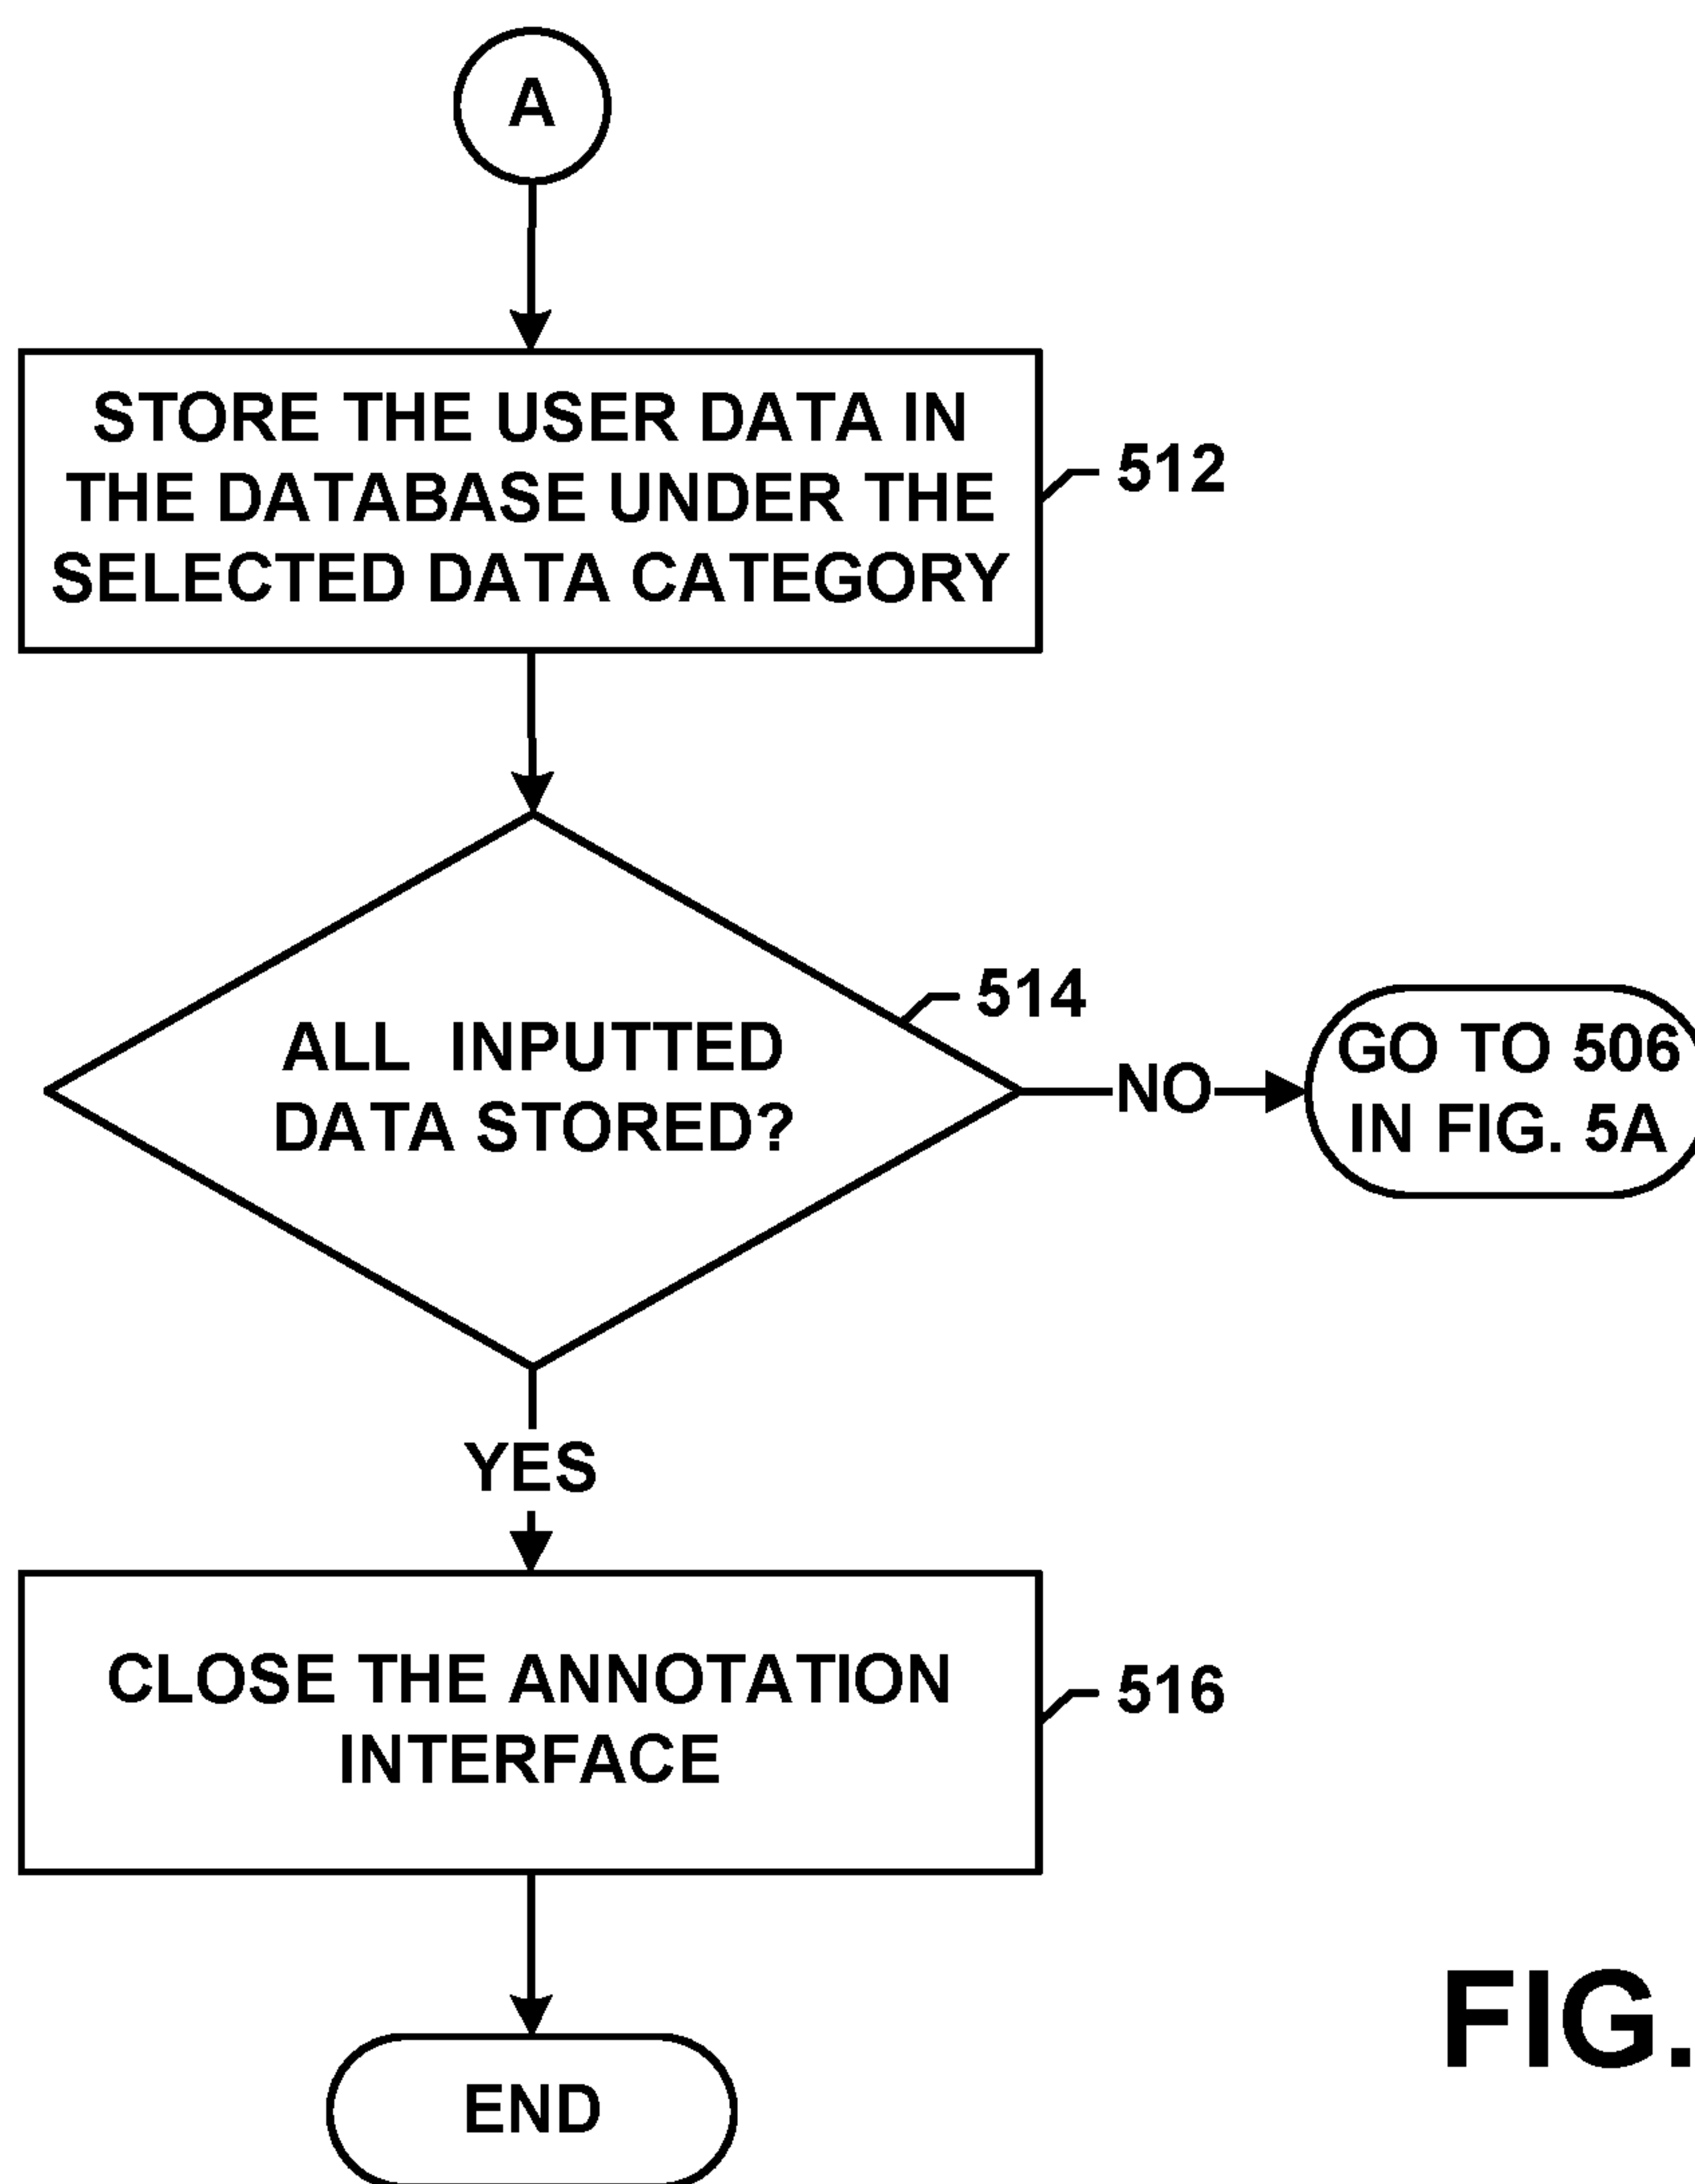 A
STORE THE USER DATA IN
THE DATABASE UNDER THE
SELECTED DATA CATEGORY
512
514
ALL INPUTTED
DATA STORED?
NO
GO TO 506
IN FIG. 5A
YES
CLOSE THE ANNOTATION
INTERFACE
516
END
FIG.